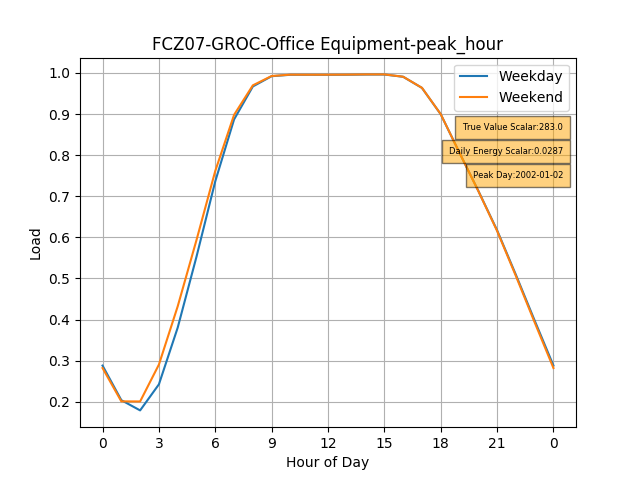 FCZ07-GROC-Office Equipment-peak_hour
Weekday
Weekend
True Value Scalar:283.0
Daily Energy Scalar:0.0287
Peak Day:2002-01-02
Load
1.0
0.9
0.8
0.7
0.6
0.5
0.4
0.3
0.2
0 3 6 9 12 15 18 21 0
Hour of Day